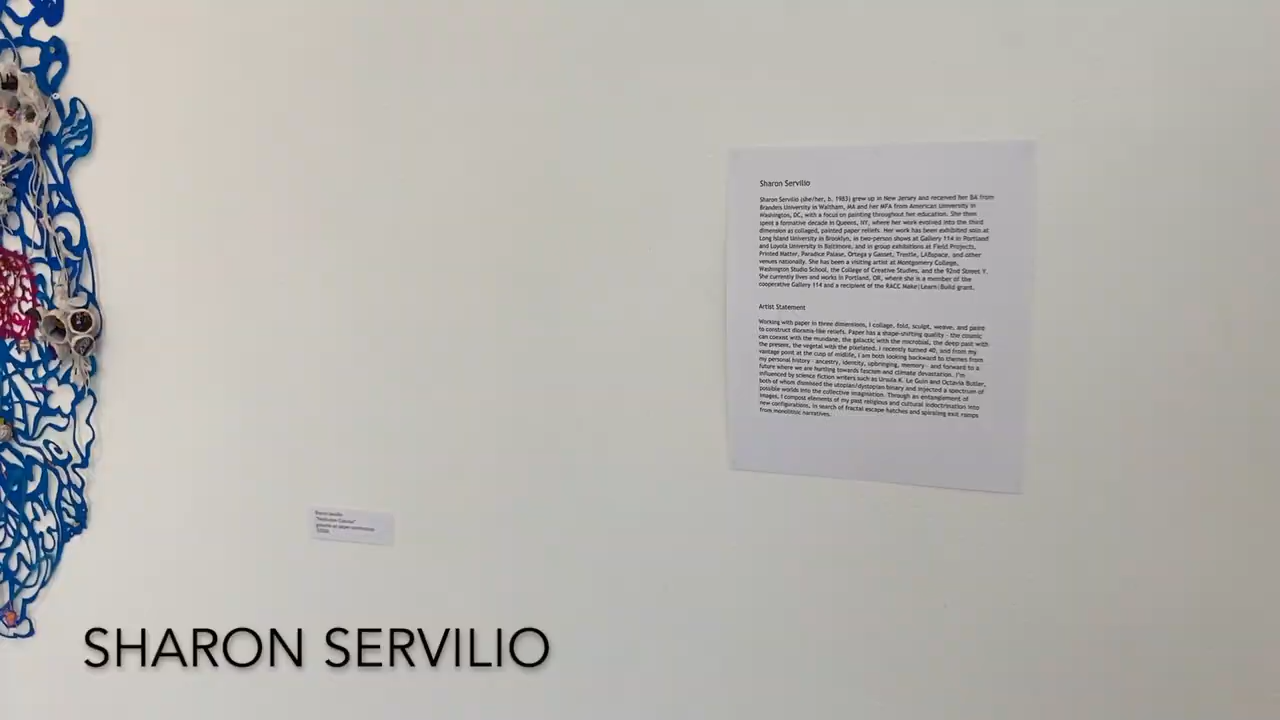 Sharon Servilio
Sharon Servilio (she/her, b. 1983) grew up in New Jersey and received her BA from
Brandeis University in Waltham, MA and her MFA from American University in
Washington, DC, with a focus on painting throughout her education. She then
spent a formative decade in Queens, NY, where her work evolved into the third
dimension as collaged, painted paper reliefs. Her work has been exhibited solo at
Long Island University in Brooklyn, in two-person shows at Gallery 114 in Portland
and Loyola University in Baltimore, and in group exhibitions at Field Projects,
Printed Matter, Paradice Palase, Ortega y Gasset, Trestle, LABspace, and other
venues nationally. She has been a visiting artist at Montgomery College,
Washington Studio School, the College of Creative Studies, and the 92nd Street Y.
She currently lives and works in Portland, OR, where she is a member of the
cooperative Gallery 114 and a recipient of the RACC Make|Learn|Build grant.
Artist Statement
Working with paper in three dimensions, I collage, fold, sculpt, weave, and paint
to construct diorama-like reliefs. Paper has a shape-shifting quality - the cosmic
can coexist with the mundane, the galactic with the microbial, the deep past with
the present, the vegetal with the pixelated. I recently turned 40, and from my
vantage point at the cusp of midlife, I am both looking backward to themes from
my personal history - ancestry, identity, upbringing, memory - and forward to a
future where we are hurtling towards fascism and climate devastation. I'm
influenced by science fiction writers such as Ursula K. Le Guin and Octavia Butler,
both of whom dismissed the utopian/dystopian binary and injected a spectrum of
possible worlds into the collective imagination. Through an entanglement of
images, I compost elements of my past religious and cultural indoctrination into
new configurations, in search of fractal escape hatches and spiraling exit ramps
from monolithic narratives.
Sharon Servilio
SHARON SERVILIO